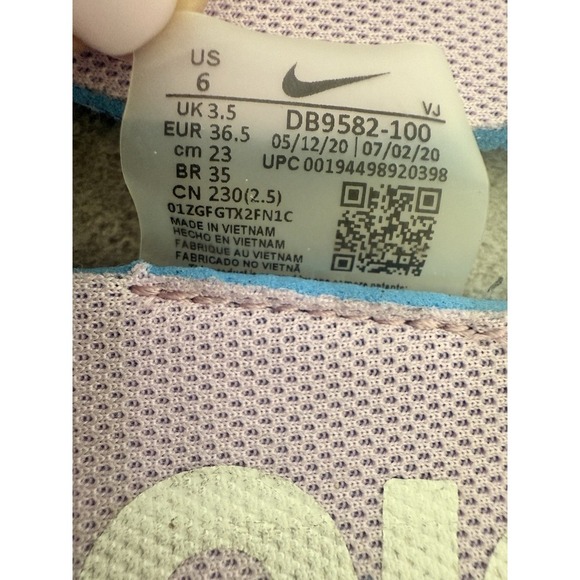 US
6
VJ
UK 3.5
EUR 36.5
cm 23
BR 35
CN 230(2.5)
DB9582-100
05/12/20 | 07/02/20
UPC 00194498920398
01ZGFGTX2FN1C
MADE IN VIETNAM
HECHO EN VIETNAM
FABRIQUE AU VIETNAM
FABRICADO NO VIETNÃ